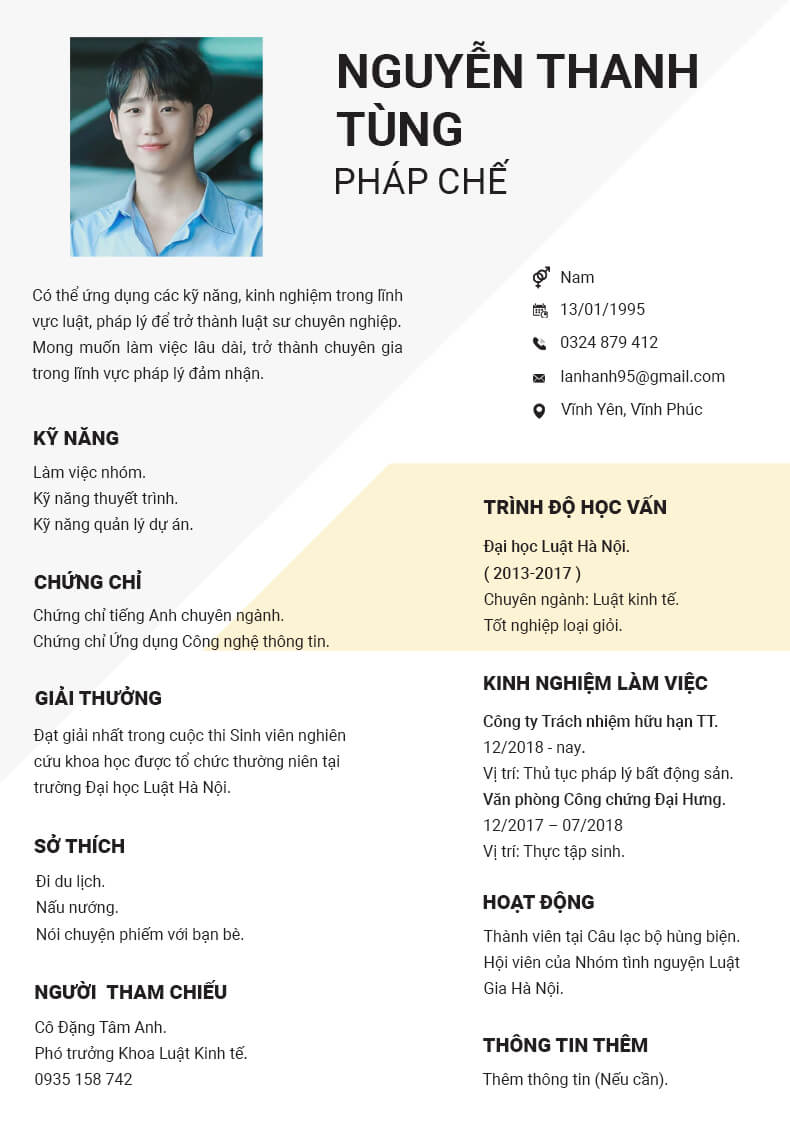 NGUYỄN THANH
TÙNG
PHÁP CHẾ
Nam
13/01/1995
0324 879 412
lanhanh95@gmail.com
Vĩnh Yên, Vĩnh Phúc
Có thể ứng dụng các kỹ năng, kinh nghiệm trong lĩnh
vực luật, pháp lý để trở thành luật sư chuyên nghiệp.
Mong muốn làm việc lâu dài, trở thành chuyên gia
trong lĩnh vực pháp lý đảm nhận.
KỸ NĂNG
Làm việc nhóm.
Kỹ năng thuyết trình.
Kỹ năng quản lý dự án.
CHỨNG CHỈ
Chứng chỉ tiếng Anh chuyên ngành.
Chứng chỉ Ứng dụng Công nghệ thông tin.
GIẢI THƯỞNG
Đạt giải nhất trong cuộc thi Sinh viên nghiên
cứu khoa học được tổ chức thường niên tại
trường Đại học Luật Hà Nội.
SỞ THÍCH
Đi du lịch.
Nấu nướng.
Nói chuyện phiếm với bạn bè.
NGƯỜI THAM CHIẾU
Cô Đặng Tâm Anh.
Phó trưởng Khoa Luật Kinh tế.
0935 158 742
TRÌNH ĐỘ HỌC VẤN
Đại học Luật Hà Nội.
( 2013-2017 )
Chuyên ngành: Luật kinh tế.
Tốt nghiệp loại giỏi.
KINH NGHIỆM LÀM VIỆC
Công ty Trách nhiệm hữu hạn TT.
12/2018 - nay.
Vị trí: Thủ tục pháp lý bất động sản.
Văn phòng Công chứng Đại Hưng.
12/2017 – 07/2018
Vị trí: Thực tập sinh.
HOẠT ĐỘNG
Thành viên tại Câu lạc bộ hùng biện.
Hội viên của Nhóm tình nguyện Luật
Gia Hà Nội.
THÔNG TIN THÊM
Thêm thông tin (Nếu cần).